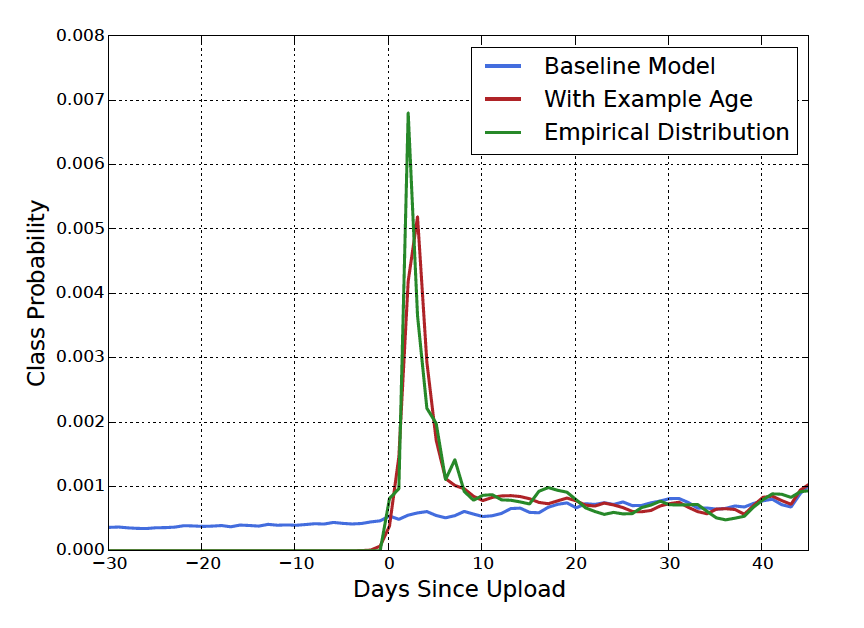 0.008
0.007
0.006
0.005
0.004
0.003
0.002
0.001
0.000
Class Probability
Baseline Model
With Example Age
Empirical Distribution
−30 −20 −10 0 10 20 30 40
Days Since Upload